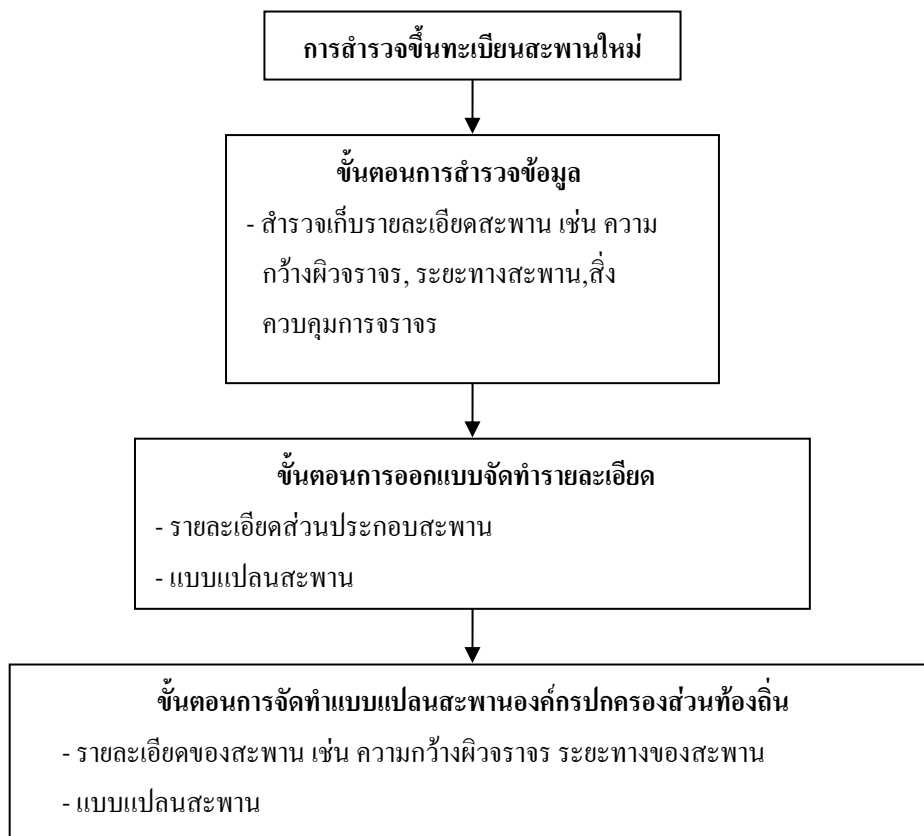 การสำรวจขึ้นทะเบียนสะพานใหม่
ขั้นตอนการสำรวจข้อมูล
- สำรวจเก็บรายละเอียดสะพาน เช่น ความ
กว้างผิวจราจร, ระยะทางสะพาน,สิ่ง
ควบคุมการจราจร
ขั้นตอนการออกแบบจัดทำรายละเอียด
- รายละเอียดส่วนประกอบสะพาน
- แบบแปลนสะพาน
ขั้นตอนการจัดทำแบบแปลนสะพานองค์กรปกครองส่วนท้องถิ่น
- รายละเอียดของสะพาน เช่น ความกว้างผิวจราจร ระยะทางของสะพาน
- แบบแปลนสะพาน